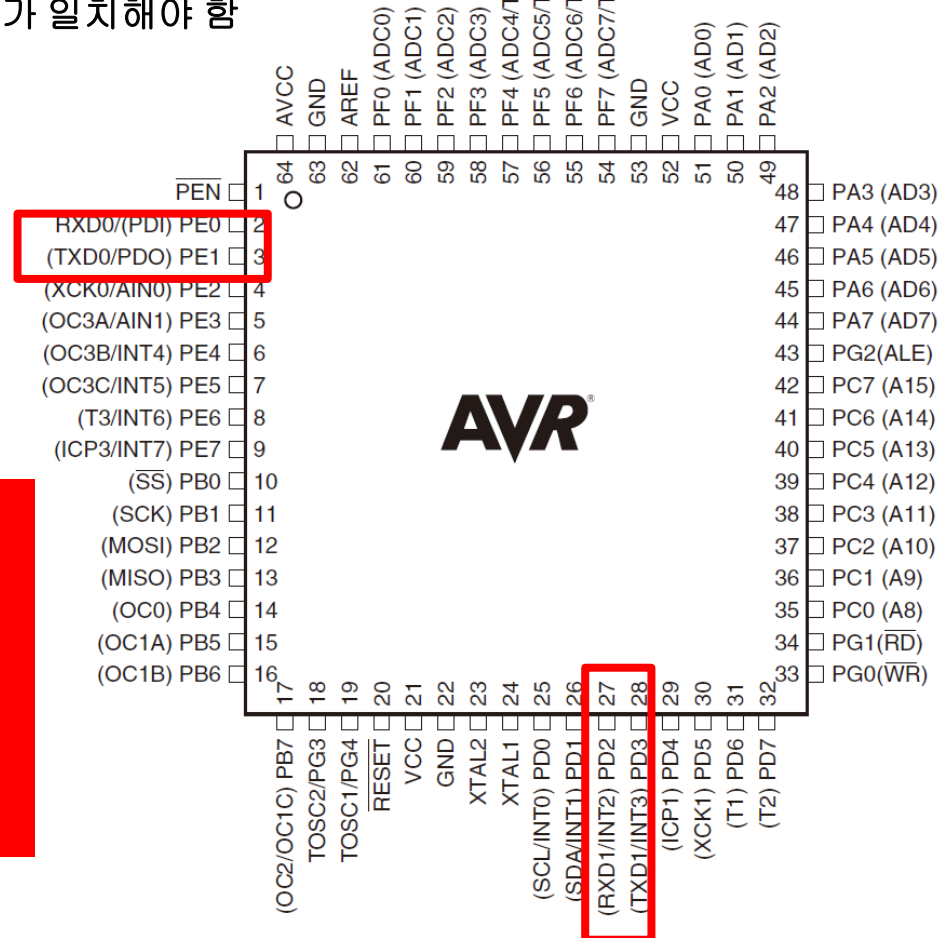 가 일치해야 함
AVCC
GND
AREF
PF0 (ADC0)
PF1 (ADC1)
PF2 (ADC2)
PF3 (ADC3)
PF4 (ADC4/
PF5 (ADC5/
PF6 (ADC6/
PF7 (ADC7/
GND
VCC
PA0 (AD0)
PA1 (AD1)
PA2 (AD2)
64
63
62
61
60
59
58
57
56
55
54
53
52
51
50
49
PEN 1
RXD0/(PDI) PE0 2
(TXD0/PDO) PE1 3
(XCK0/AIN0) PE2 4
(OC3A/AIN1) PE3 5
(OC3B/INT4) PE4 6
(OC3C/INT5) PE5 7
(T3/INT6) PE6 8
(ICP3/INT7) PE7 9
(SS) PB0 10
(SCK) PB1 11
(MOSI) PB2 12
(MISO) PB3 13
(OC0) PB4 14
(OC1A) PB5 15
(OC1B) PB6 16
AVR®
48 PA3 (AD3)
47 PA4 (AD4)
46 PA5 (AD5)
45 PA6 (AD6)
44 PA7 (AD7)
43 PG2(ALE)
42 PC7 (A15)
41 PC6 (A14)
40 PC5 (A13)
39 PC4 (A12)
38 PC3 (A11)
37 PC2 (A10)
36 PC1 (A9)
35 PC0 (A8)
34 PG1(RD)
33 PG0(WR)
17
18
19
20
21
22
23
24
25
26
27
28
29
30
31
32
(OC2/OC1C) PB7
TOSC2/PG3
TOSC1/PG4
RESET
VCC
GND
XTAL2
XTAL1
(SCL/INT0) PD0
(SDA/INT1) PD1
(RXD1/INT2) PD2
(TXD1/INT3) PD3
(ICP1) PD4
(XCK1) PD5
(T1) PD6
(T2) PD7